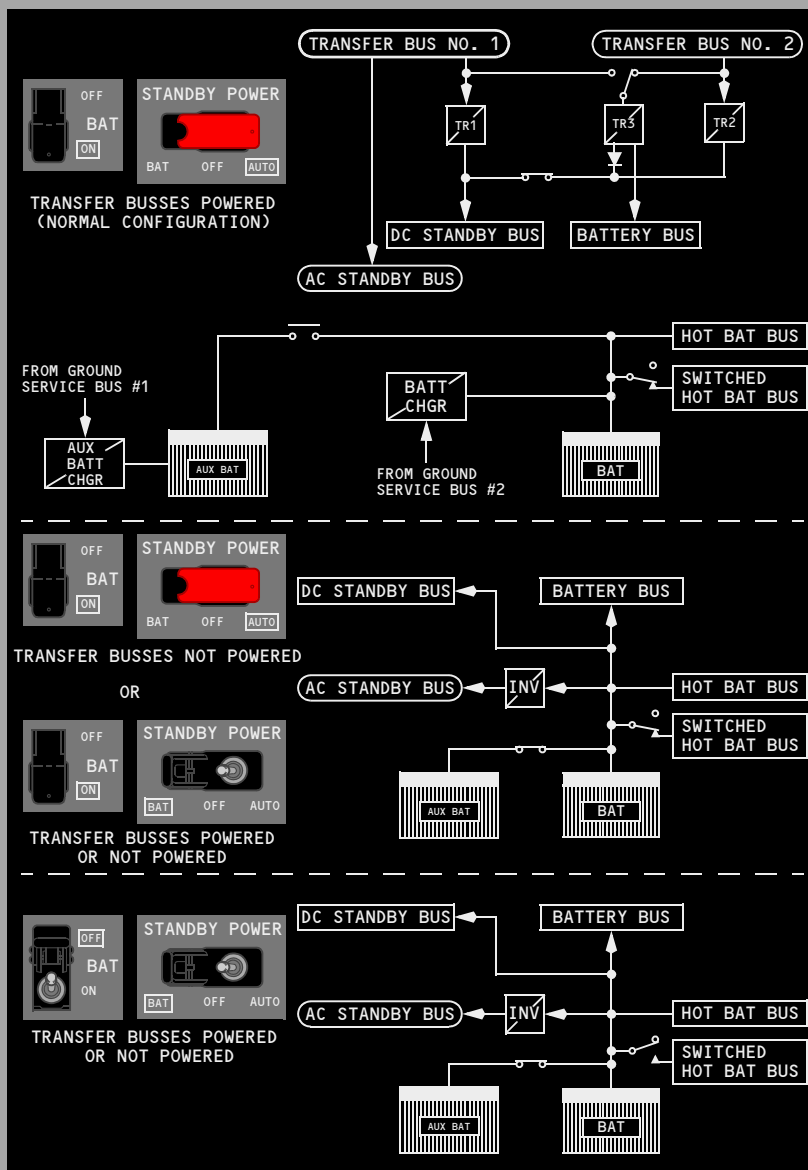 TRANSFER BUS NO. 1
TRANSFER BUS NO. 2
OFF
BAT
ON
STANDBY POWER
BAT OFF AUTO
TRANSFER BUSSES POWERED
(NORMAL CONFIGURATION)
TR1
TR3
TR2
DC STANDBY BUS
BATTERY BUS
AC STANDBY BUS
HOT BAT BUS
FROM GROUND
SERVICE BUS #1
BATT
CHGR
SWITCHED
HOT BAT BUS
AUX
BATT
CHGR
AUX BAT
FROM GROUND
SERVICE BUS #2
BAT
OFF
BAT
ON
STANDBY POWER
BAT OFF AUTO
TRANSFER BUSSES NOT POWERED
OR
OFF
BAT
ON
STANDBY POWER
BAT OFF AUTO
TRANSFER BUSSES POWERED
OR NOT POWERED
DC STANDBY BUS
BATTERY BUS
AC STANDBY BUS
INV
HOT BAT BUS
SWITCHED
HOT BAT BUS
AUX BAT
BAT
OFF
BAT
ON
STANDBY POWER
BAT OFF AUTO
TRANSFER BUSSES POWERED
OR NOT POWERED
DC STANDBY BUS
BATTERY BUS
AC STANDBY BUS
INV
HOT BAT BUS
SWITCHED
HOT BAT BUS
AUX BAT
BAT